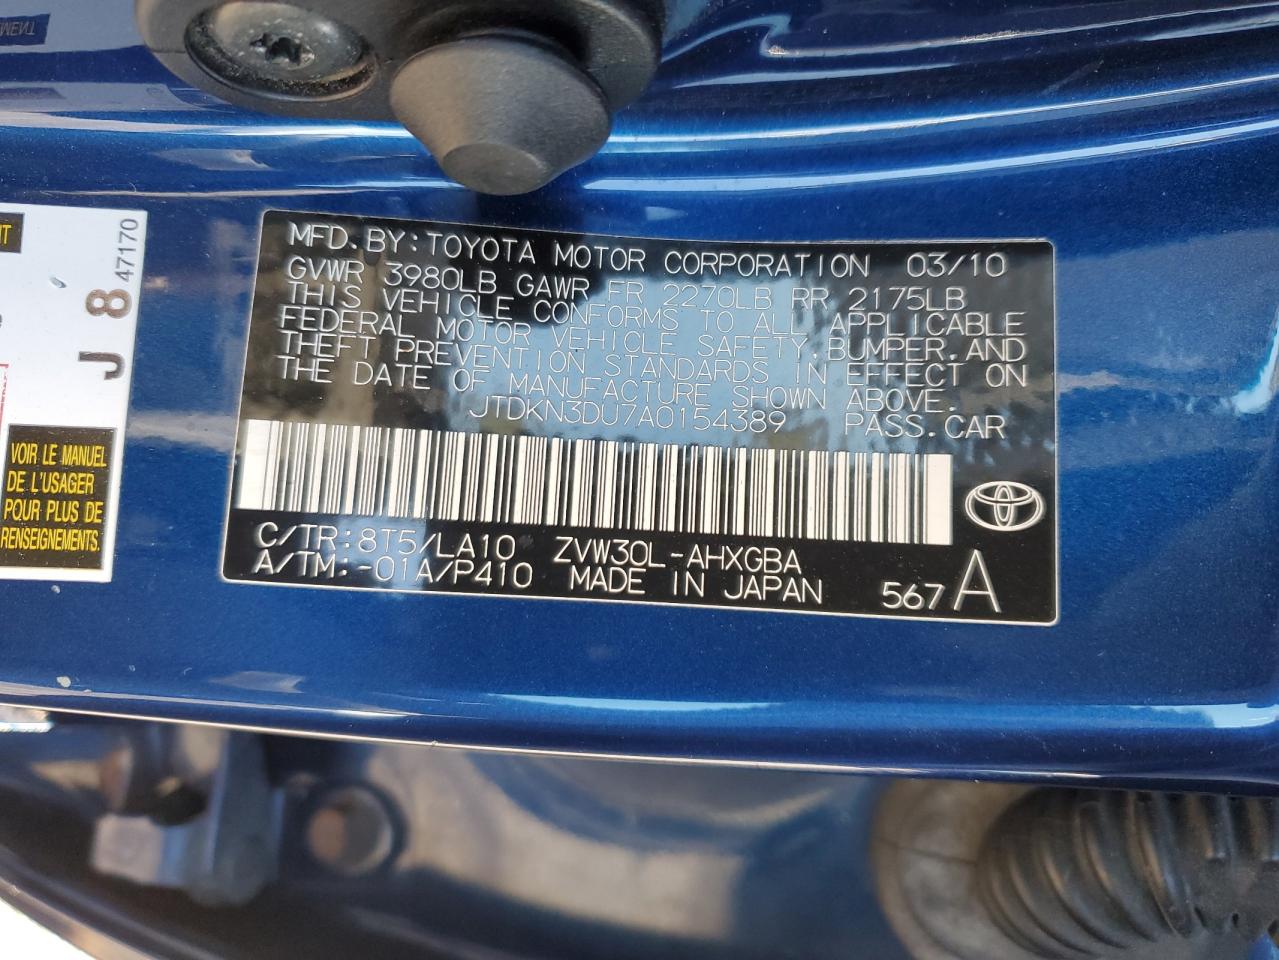 MFD. BY: TOYOTA MOTOR CORPORATION 03/10
GVWR 3980LB GAWR FR 2270LB RR 2175LB
THIS VEHICLE CONFORMS TO ALL APPLICABLE
FEDERAL MOTOR VEHICLE SAFETY, BUMPER, AND
THEFT PREVENTION STANDARDS IN EFFECT ON
THE DATE OF MANUFACTURE SHOWN ABOVE.
JTDKN3DU7A0154389 PASS. CAR
C/TR: 8T5/LA10 ZVW30L-AHXGBA
A/TM: -01A/P410 MADE IN JAPAN 567 A
J 8 47170
VOIR LE MANUEL
DE L'USAGER
POUR PLUS DE
RENSEIGNEMENTS.